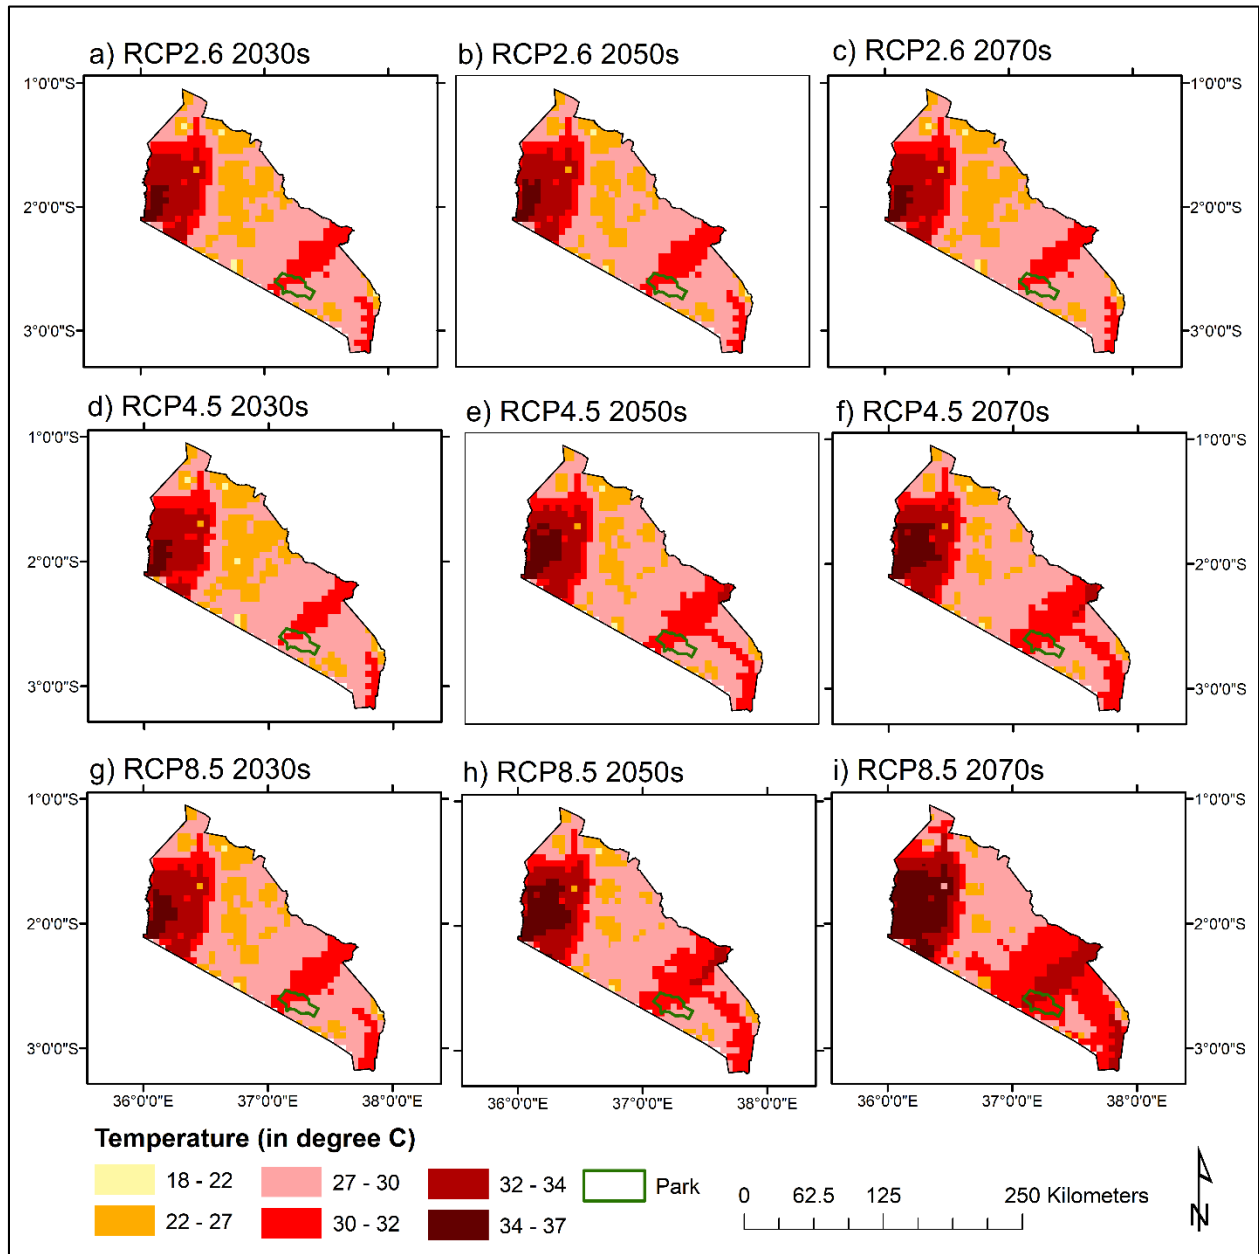 a) RCP2.6 2030s
b) RCP2.6 2050s
c) RCP2.6 2070s
1°0'0"S
1°0'0"S
2°0'0"S
2°0'0"S
3°0'0"S
3°0'0"S
d) RCP4.5 2030s
e) RCP4.5 2050s
f) RCP4.5 2070s
1°0'0"S
1°0'0"S
2°0'0"S
2°0'0"S
3°0'0"S
3°0'0"S
g) RCP8.5 2030s
h) RCP8.5 2050s
i) RCP8.5 2070s
1°0'0"S
1°0'0"S
2°0'0"S
2°0'0"S
3°0'0"S
3°0'0"S
36°0'0"E 37°0'0"E 38°0'0"E
36°0'0"E 37°0'0"E 38°0'0"E
36°0'0"E 37°0'0"E 38°0'0"E
Temperature (in degree C)
18 - 22
27 - 30
32 - 34
Park
22 - 27
30 - 32
34 - 37
0 62.5 125 250 Kilometers
N